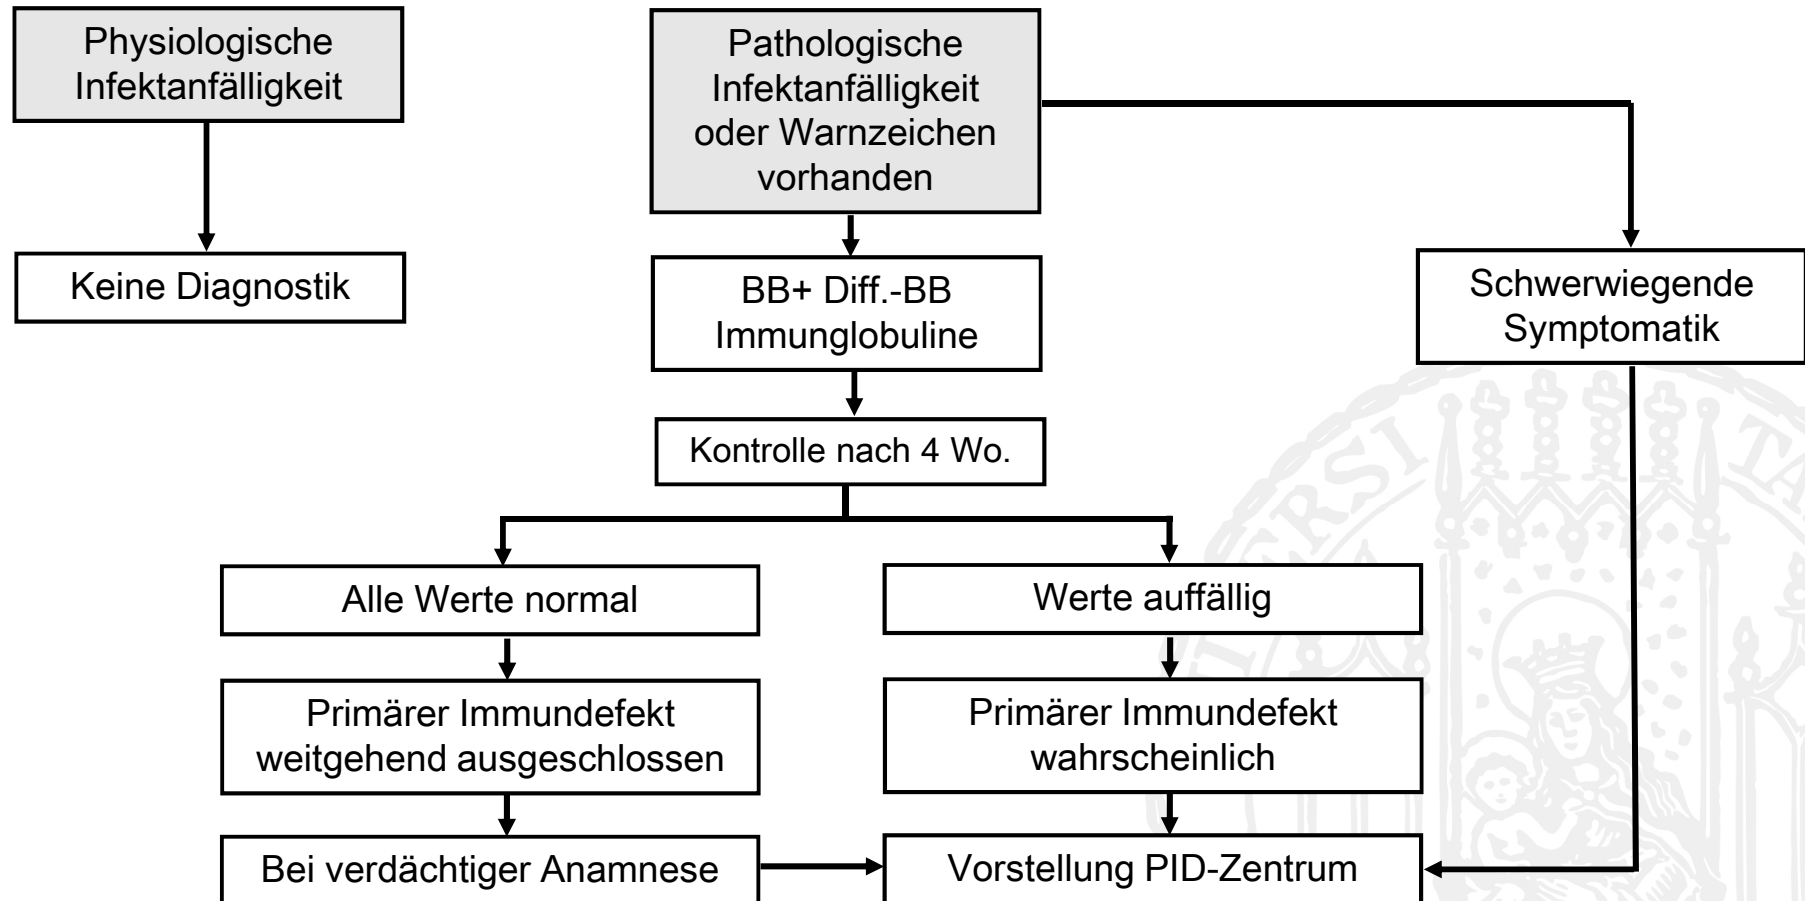 Physiologische
Infektanfälligkeit
Pathologische
Infektanfälligkeit
oder Warnzeichen
vorhanden
Keine Diagnostik
BB+ Diff.-BB
Immunglobuline
Schwerwiegende
Symptomatik
Kontrolle nach 4 Wo.
Alle Werte normal
Werte auffällig
Primärer Immundefekt
weitgehend ausgeschlossen
Primärer Immundefekt
wahrscheinlich
Bei verdächtiger Anamnese
Vorstellung PID-Zentrum